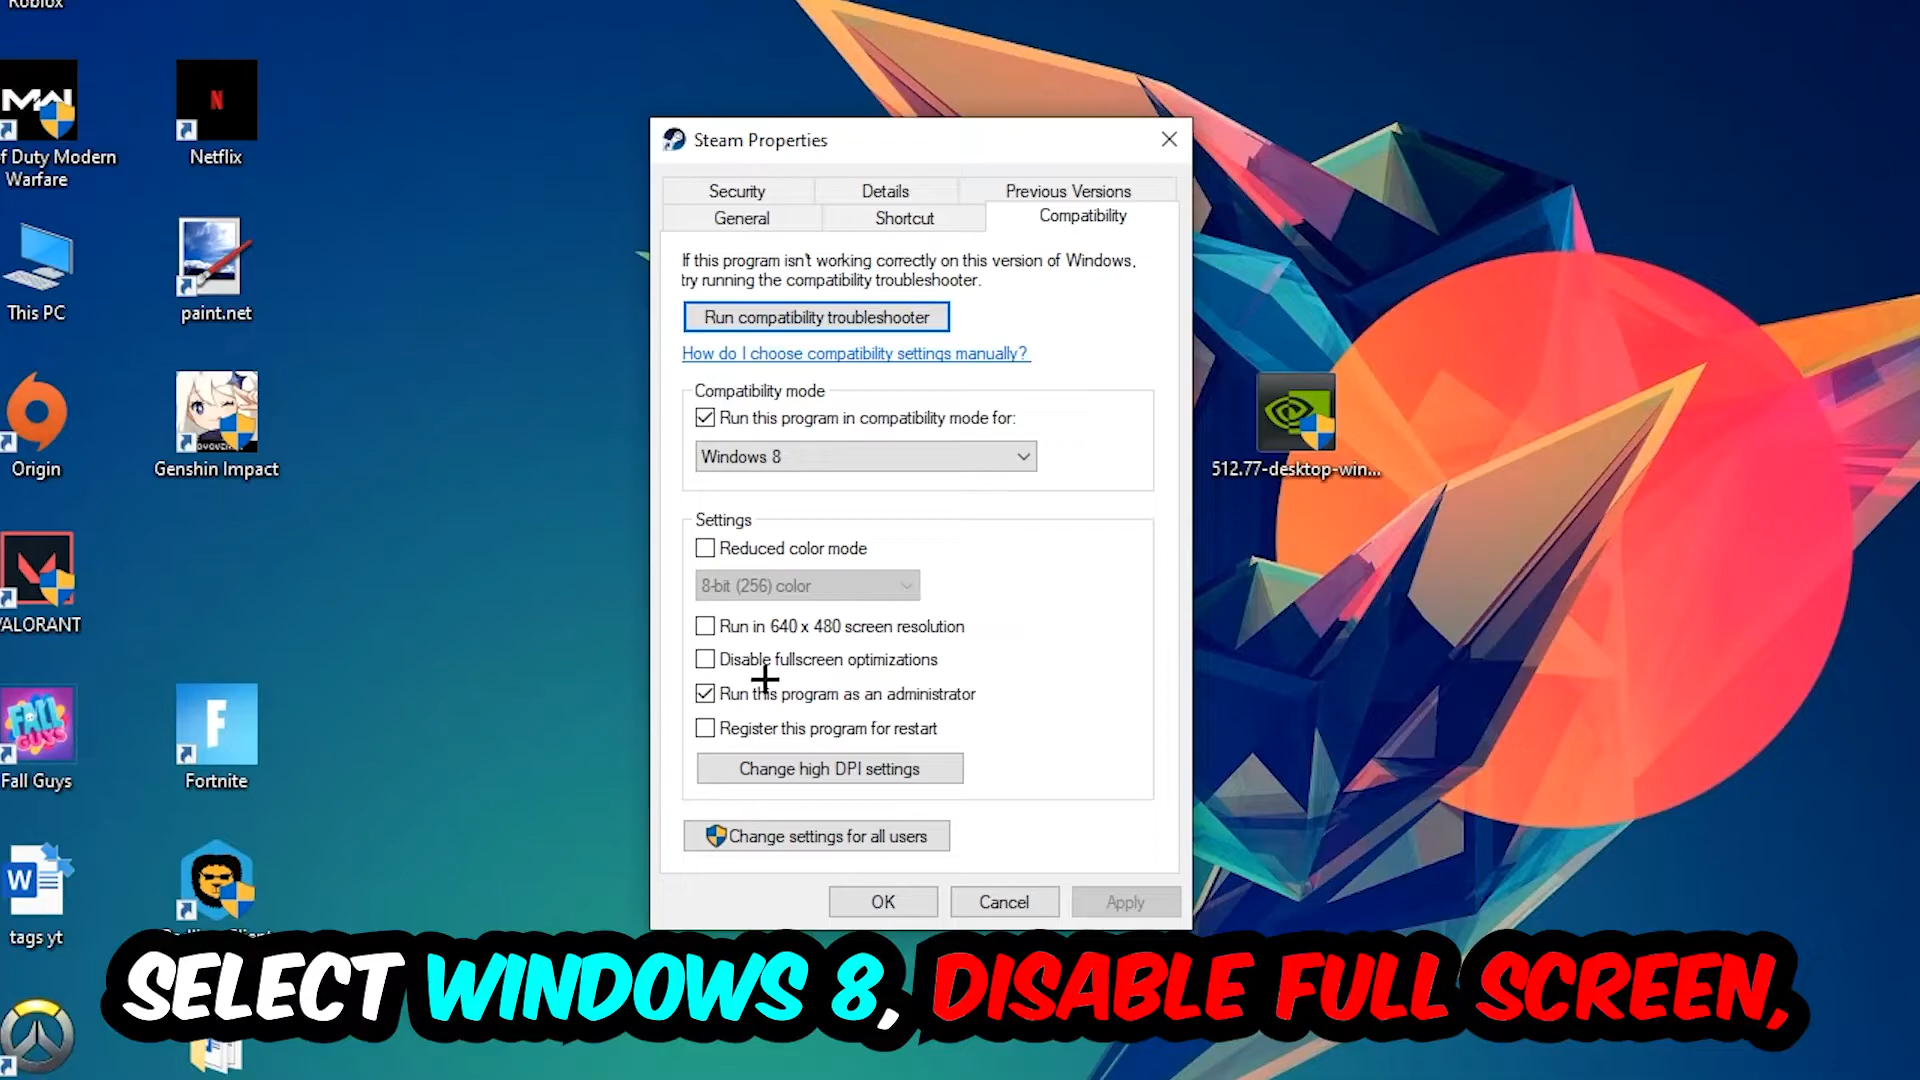 Roblox
Netflix
f Duty Modern
Warfare
This PC
paint.net
Origin
Genshin Impact
VALORANT
FALL
GUYS
Fall Guys
Fortnite
W
tags yt
Steam Properties
Security
Details
Previous Versions
General
Shortcut
Compatibility
If this program isn't working correctly on this version of Windows,
try running the compatibility troubleshooter.
Run compatibility troubleshooter
How do I choose compatibility settings manually?
Compatibility mode
Run this program in compatibility mode for:
Windows 8
Settings
Reduced color mode
8-bit (256) color
Run in 640 x 480 screen resolution
Disable fullscreen optimizations
Run this program as an administrator
Register this program for restart
Change high DPI settings
Change settings for all users
OK
Cancel
Apply
512.77-desktop-win...
SELECT WINDOWS 8, DISABLE FULL SCREEN,